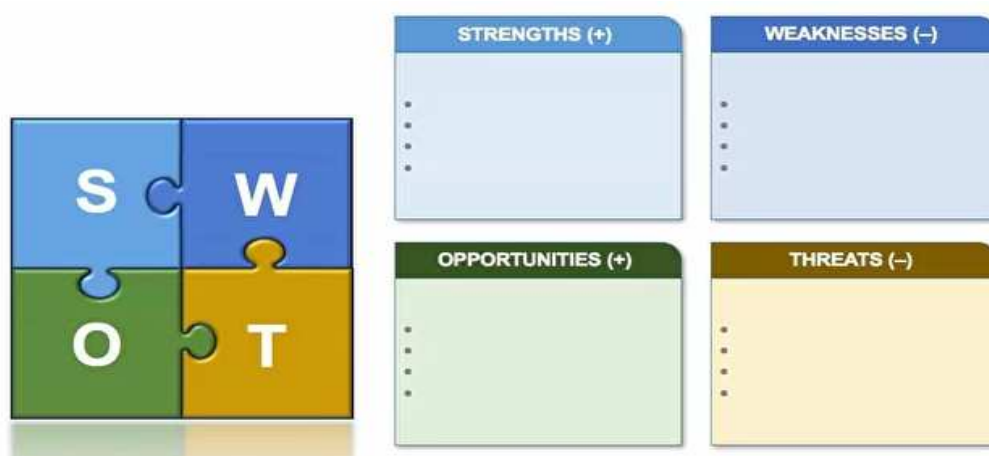 S W
O T
STRENGTHS (+)
WEAKNESSES (–)
OPPORTUNITIES (+)
THREATS (–)